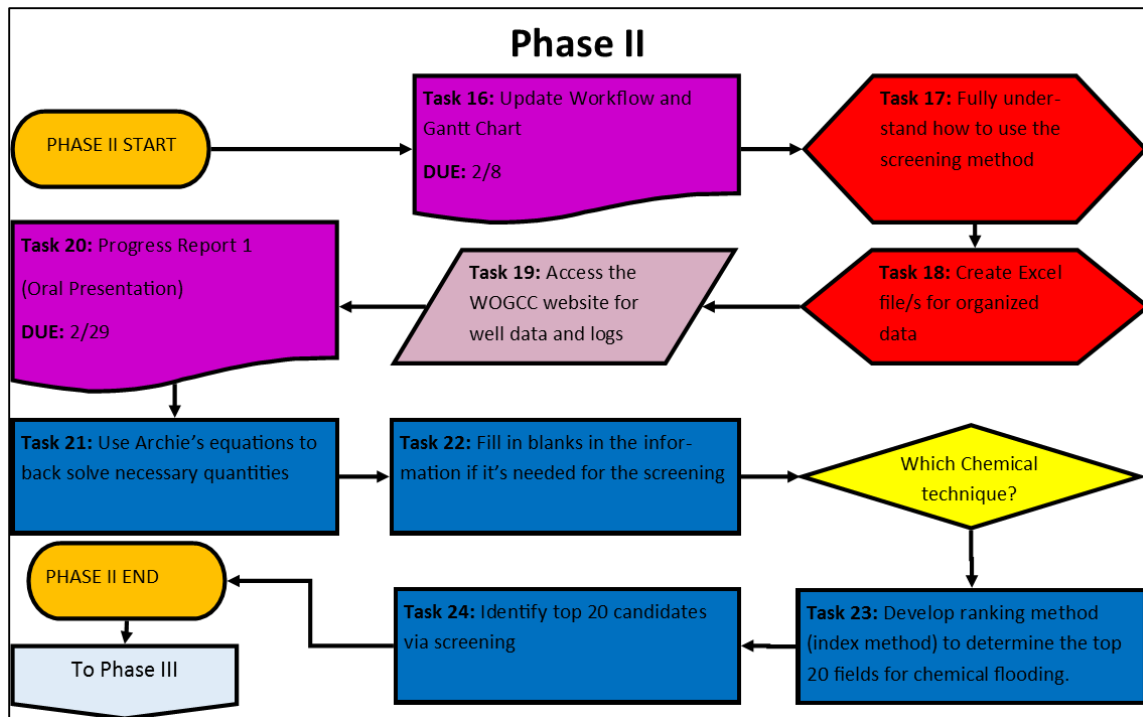 Phase II
PHASE II START
Task 16: Update Workflow and
Gantt Chart
DUE: 2/8
Task 17: Fully under-
stand how to use the
screening method
Task 18: Create Excel
file/s for organized
data
Task 19: Access the
WOGCC website for
well data and logs
Task 20: Progress Report 1
(Oral Presentation)
DUE: 2/29
Task 21: Use Archie’s equations to
back solve necessary quantities
Task 22: Fill in blanks in the infor-
mation if it’s needed for the screening
Which Chemical
technique?
Task 23: Develop ranking method
(index method) to determine the top
20 fields for chemical flooding.
Task 24: Identify top 20 candidates
via screening
PHASE II END
To Phase III